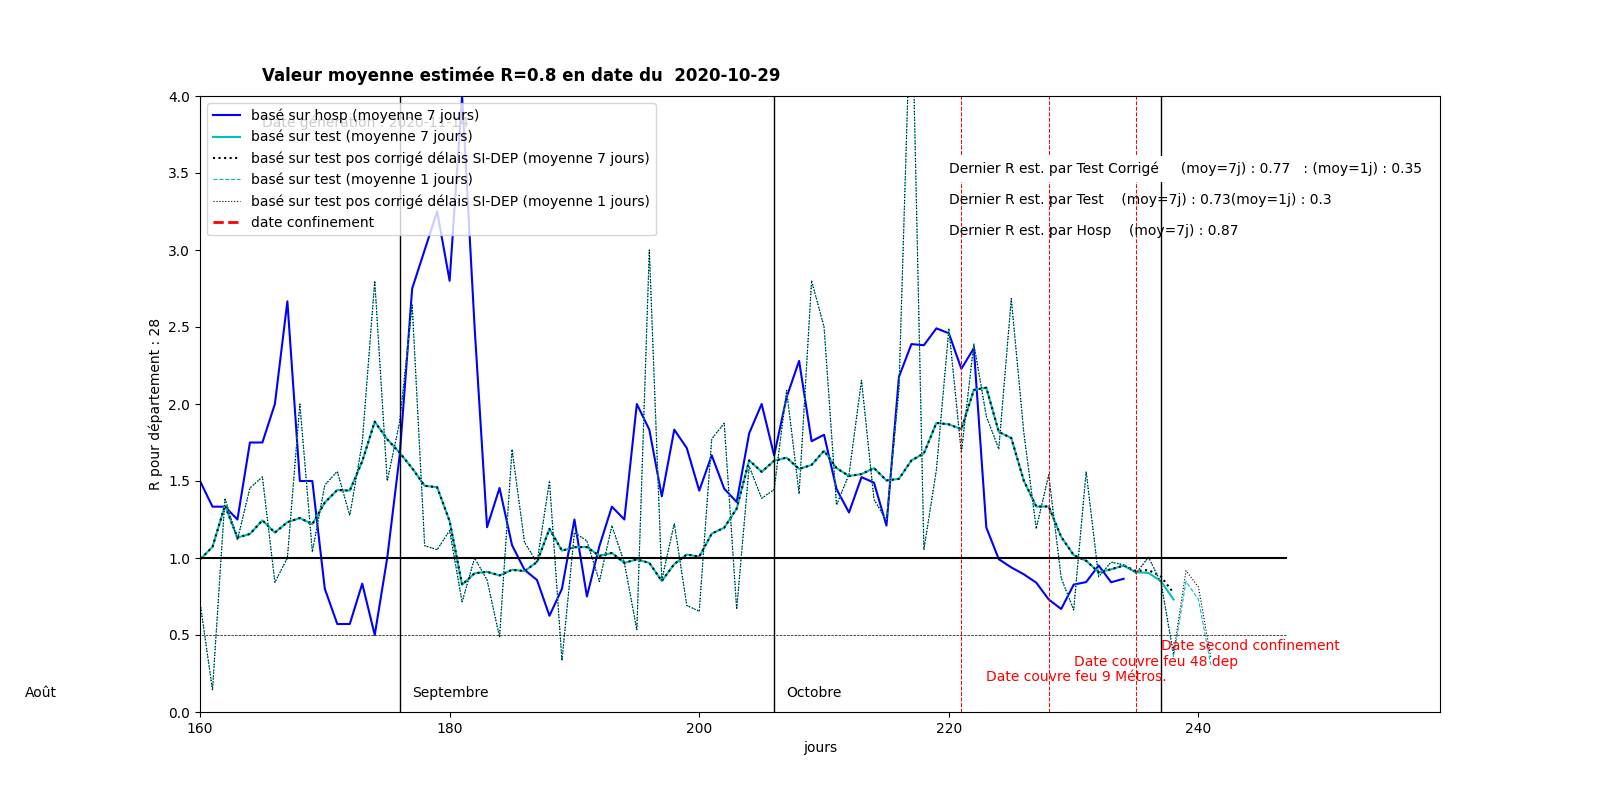 Valeur moyenne estimée R=0.8 en date du  2020-10-29
4.0
3.5
3.0
2.5
2.0
1.5
1.0
0.5
0.0
R pour département : 28
basé sur hosp (moyenne 7 jours)
basé sur test (moyenne 7 jours)
basé sur test pos corrigé délais SI-DEP (moyenne 7 jours)
basé sur test (moyenne 1 jours)
basé sur test pos corrigé délais SI-DEP (moyenne 1 jours)
date confinement
Dernier R est. par Test Corrigé     (moy=7j) : 0.77   : (moy=1j) : 0.35
Dernier R est. par Test    (moy=7j) : 0.73(moy=1j) : 0.3
Dernier R est. par Hosp    (moy=7j) : 0.87
Date second confinement
Date couvre feu 48 dep
Date couvre feu 9 Métros.
Août
Septembre
Octobre
160
180
200
220
240
jours